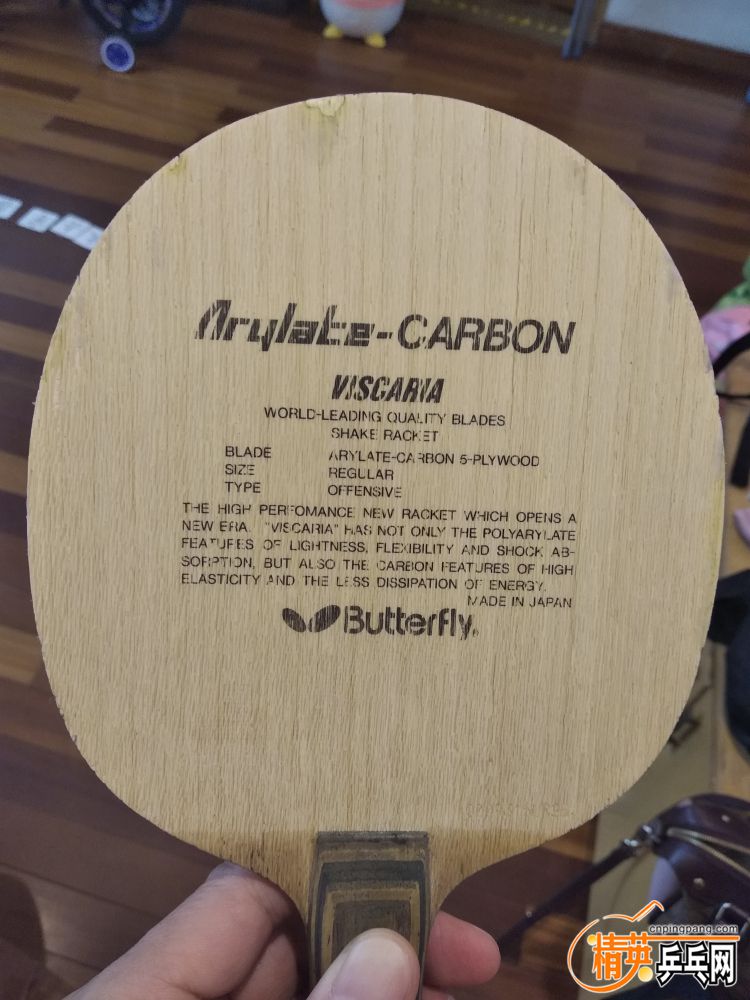 Arylate-CARBON
VISCARIA
WORLD-LEADING QUALITY BLADES
SHAKE RACKET
BLADE ARYLATE-CARBON 5-PLYWOOD
SIZE REGULAR
TYPE OFFENSIVE
THE HIGH PERFOMANCE NEW RACKET WHICH OPENS A
NEW ERA. "VISCARIA" HAS NOT ONLY THE POLYARYLATE
FEATURES OF LIGHTNESS, FLEXIBILITY AND SHOCK AB-
SORPTION, BUT ALSO THE CARBON FEATURES OF HIGH
ELASTICITY AND THE LESS DISSIPATION OF ENERGY.
MADE IN JAPAN
Butterfly®
cnpingpang.com
精英乒乓网